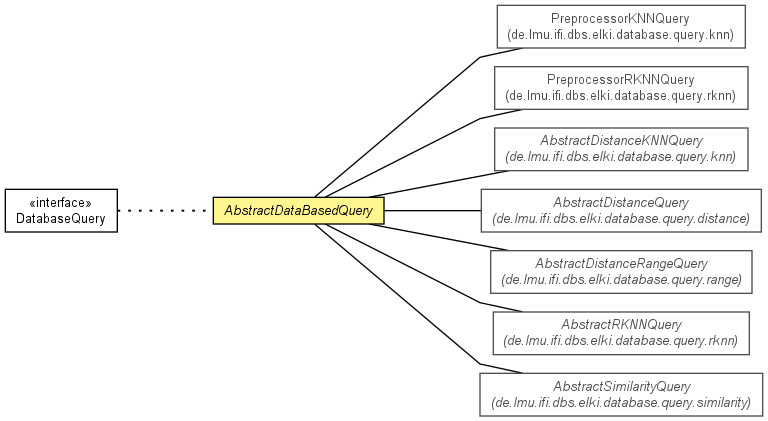 PreprocessorKNNQuery
(de.lmu.ifi.dbs.elki.database.query.knn)
PreprocessorRKNNQuery
(de.lmu.ifi.dbs.elki.database.query.rknn)
AbstractDistanceKNNQuery
(de.lmu.ifi.dbs.elki.database.query.knn)
«interface»
DatabaseQuery
AbstractDataBasedQuery
AbstractDistanceQuery
(de.lmu.ifi.dbs.elki.database.query.distance)
AbstractDistanceRangeQuery
(de.lmu.ifi.dbs.elki.database.query.range)
AbstractRKNNQuery
(de.lmu.ifi.dbs.elki.database.query.rknn)
AbstractSimilarityQuery
(de.lmu.ifi.dbs.elki.database.query.similarity)